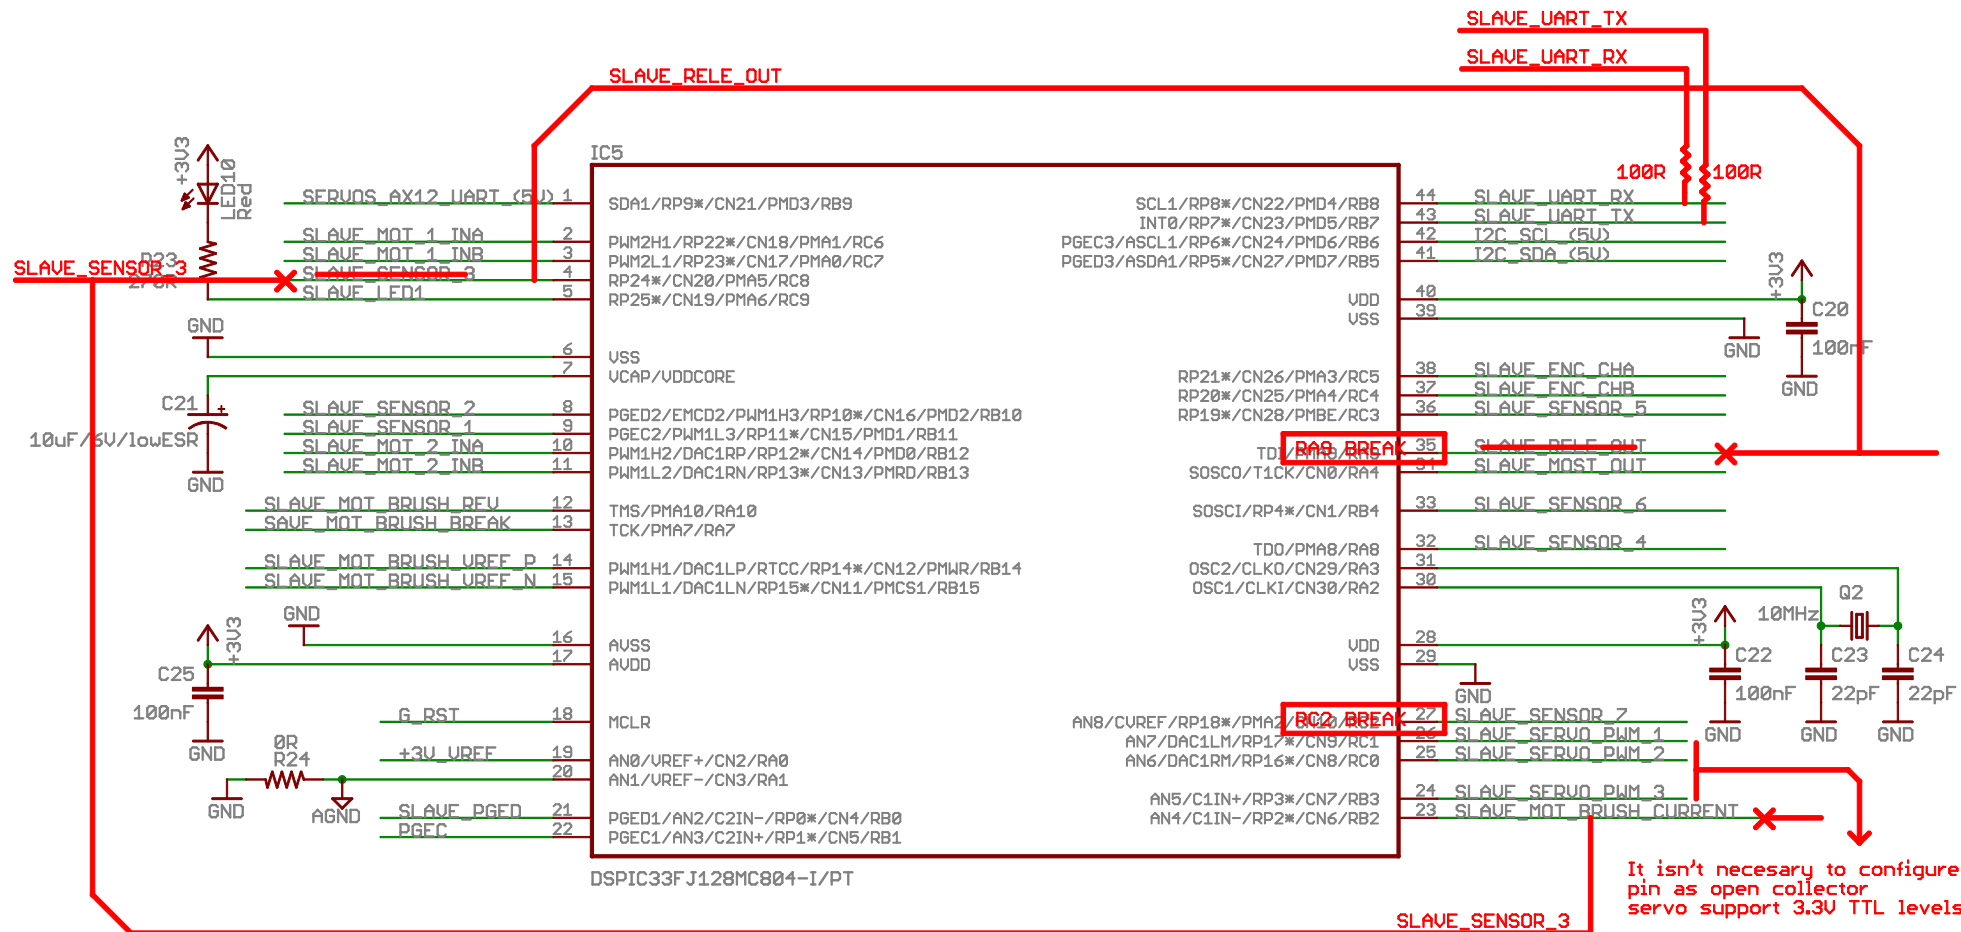 SLAVE_UART_TX
SLAVE_UART_RX
SLAVE_RELE_OUT
IC5
+3V3
LED10
Red
100R
100R
SERVOS_AX12_UART_(5V) 1 SDA1/RP9*/CN21/PMD3/RB9
SCL1/RP8*/CN22/PMD4/RB8 44 SLAVE_UART_RX
INT0/RP7*/CN23/PMD5/RB7 43 SLAVE_UART_TX
SLAVE_MOT_1_INA 2 PWM2H1/RP22*/CN18/PMA1/RC6
PGEC3/ASCL1/RP6*/CN24/PMD6/RB6 42 I2C_SCL_(5V)
SLAVE_MOT_1_INB 3 PWM2L1/RP23*/CN17/PMA0/RC7
PGED3/ASDA1/RP5*/CN27/PMD7/RB5 41 I2C_SDA_(5V)
R23
270R
SLAVE_SENSOR_3
SLAVE_SENSOR_3 4 RP24*/CN20/PMA5/RC8
SLAVE_LED1 5 RP25*/CN19/PMA6/RC9
VDD 40
VSS 39
+3V3
C20
100nF
GND
GND
GND
6 VSS
7 VCAP/VDDCORE
RP21*/CN26/PMA3/RC5 38 SLAVE_ENC_CHA
RP20*/CN25/PMA4/RC4 37 SLAVE_ENC_CHB
C21
+
10uF/6V/lowESR
GND
SLAVE_SENSOR_2 8 PGED2/EMCD2/PWM1H3/RP10*/CN16/PMD2/RB10
RP19*/CN28/PMBE/RC3 36 SLAVE_SENSOR_5
SLAVE_SENSOR_1 9 PGEC2/PWM1L3/RP11*/CN15/PMD1/RB11
SLAVE_MOT_2_INA 10 PWM1H2/DAC1RP/RP12*/CN14/PMD0/RB12
TDI/PMA9/RA9 35 SLAVE_RELE_OUT
RA9 BREAK
SLAVE_MOT_2_INB 11 PWM1L2/DAC1RN/RP13*/CN13/PMRD/RB13
SOSCO/T1CK/CN0/RA4 34 SLAVE_MOST_OUT
SLAVE_MOT_BRUSH_REV 12 TMS/PMA10/RA10
SOSCI/RP4*/CN1/RB4 33 SLAVE_SENSOR_6
SAVE_MOT_BRUSH_BREAK 13 TCK/PMA7/RA7
TDO/PMA8/RA8 32 SLAVE_SENSOR_4
SLAVE_MOT_BRUSH_VREF_P 14 PWM1H1/DAC1LP/RTCC/RP14*/CN12/PMWR/RB14
OSC2/CLKO/CN29/RA3 31
SLAVE_MOT_BRUSH_VREF_N 15 PWM1L1/DAC1LN/RP15*/CN11/PMCS1/RB15
OSC1/CLKI/CN30/RA2 30
Q2
10MHz
GND
+3V3
16 AVSS
17 AVDD
VDD 28
VSS 29
+3V3
C25
100nF
GND
GND
C22
100nF
GND
C23
22pF
GND
C24
22pF
GND
G_RST 18 MCLR
AN8/CVREF/RP18*/PMA2/CN10/RC2 27 SLAVE_SENSOR_7
RC2 BREAK
AN7/DAC1LM/RP17*/CN9/RC1 26 SLAVE_SERVO_PWM_1
+3V_VREF 19 AN0/VREF+/CN2/RA0
AN6/DAC1RM/RP16*/CN8/RC0 25 SLAVE_SERVO_PWM_2
0R
R24
GND
AGND
20 AN1/VREF-/CN3/RA1
AN5/C1IN+/RP3*/CN7/RB3 24 SLAVE_SERVO_PWM_3
SLAVE_PGED 21 PGED1/AN2/C2IN-/RP0*/CN4/RB0
AN4/C1IN-/RP2*/CN6/RB2 23 SLAVE_MOT_BRUSH_CURRENT
PGEC 22 PGEC1/AN3/C2IN+/RP1*/CN5/RB1
DSPIC33FJ128MC804-I/PT
It isn't necesary to configure
pin as open collector
servo support 3.3V TTL levels
SLAVE_SENSOR_3